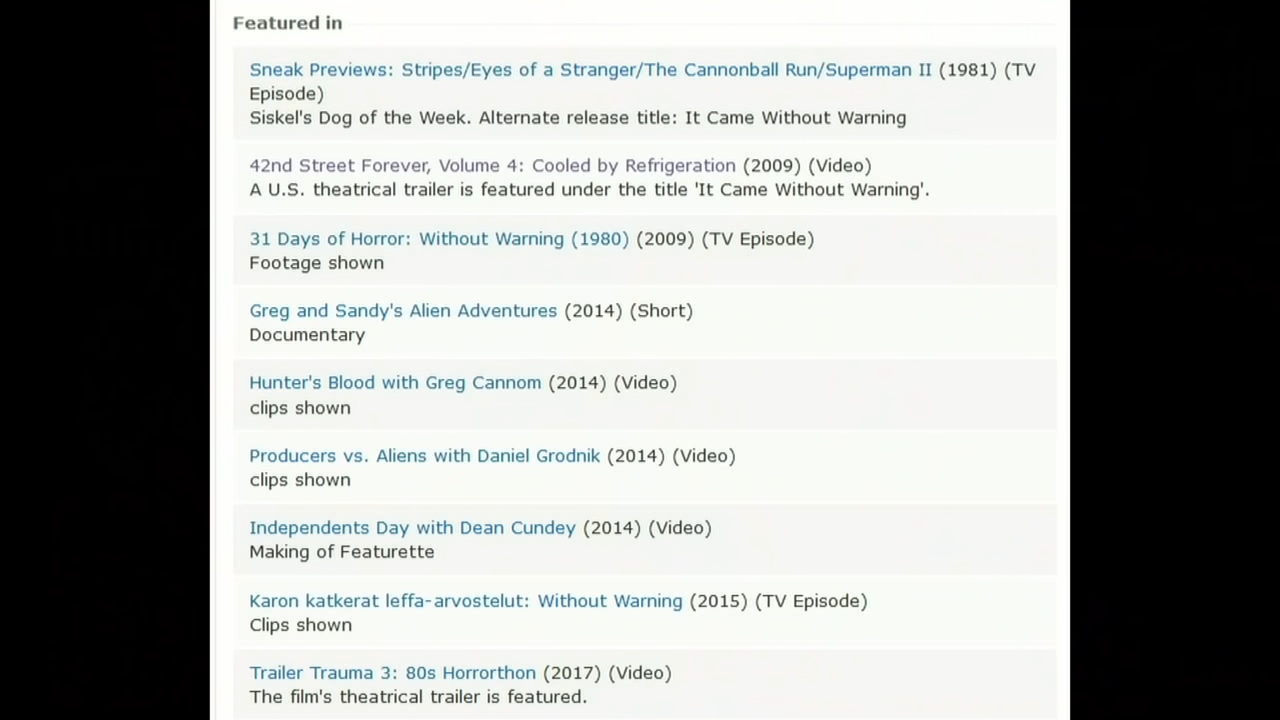 Featured in
Sneak Previews: Stripes/Eyes of a Stranger/The Cannonball Run/Superman II (1981) (TV
Episode)
Siskel's Dog of the Week. Alternate release title: It Came Without Warning
42nd Street Forever, Volume 4: Cooled by Refrigeration (2009) (Video)
A U.S. theatrical trailer is featured under the title 'It Came Without Warning'.
31 Days of Horror: Without Warning (1980) (2009) (TV Episode)
Footage shown
Greg and Sandy's Alien Adventures (2014) (Short)
Documentary
Hunter's Blood with Greg Cannom (2014) (Video)
clips shown
Producers vs. Aliens with Daniel Grodnik (2014) (Video)
clips shown
Independents Day with Dean Cundey (2014) (Video)
Making of Featurette
Karon katkerat leffa-arvostelut: Without Warning (2015) (TV Episode)
Clips shown
Trailer Trauma 3: 80s Horrorthon (2017) (Video)
The film's theatrical trailer is featured.